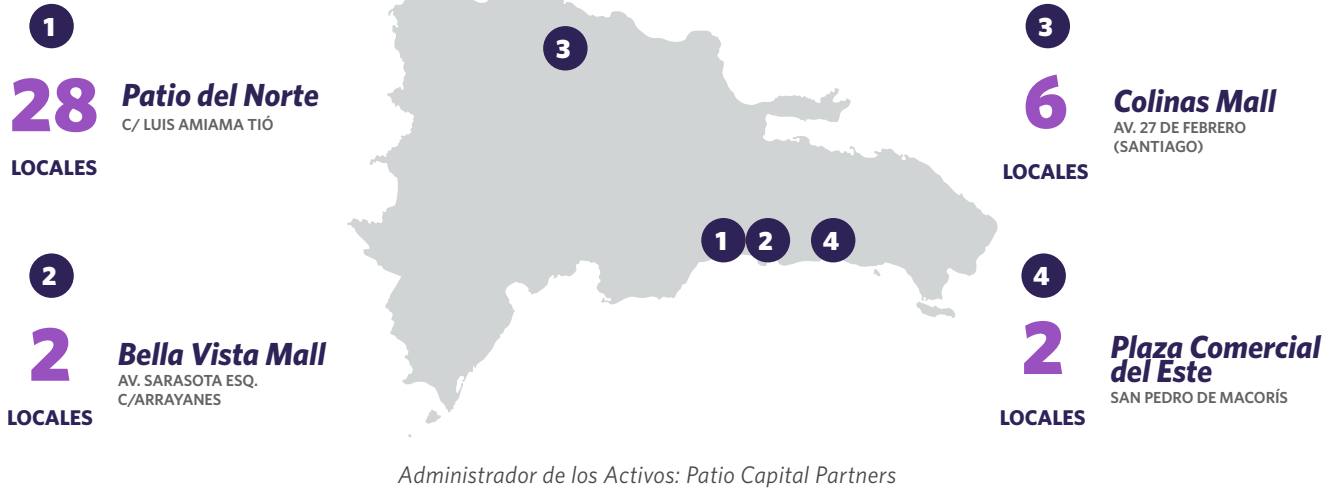 1
28
LOCALES
Patio del Norte
C/ LUIS AMIAMA TIÓ
2
2
LOCALES
Bella Vista Mall
AV. SARASOTA ESQ.
C/ARRAYANES
3
1
2
4
3
6
LOCALES
Colinas Mall
AV. 27 DE FEBRERO
(SANTIAGO)
4
2
LOCALES
Plaza Comercial
del Este
SAN PEDRO DE MACORÍS
Administrador de los Activos: Patio Capital Partners